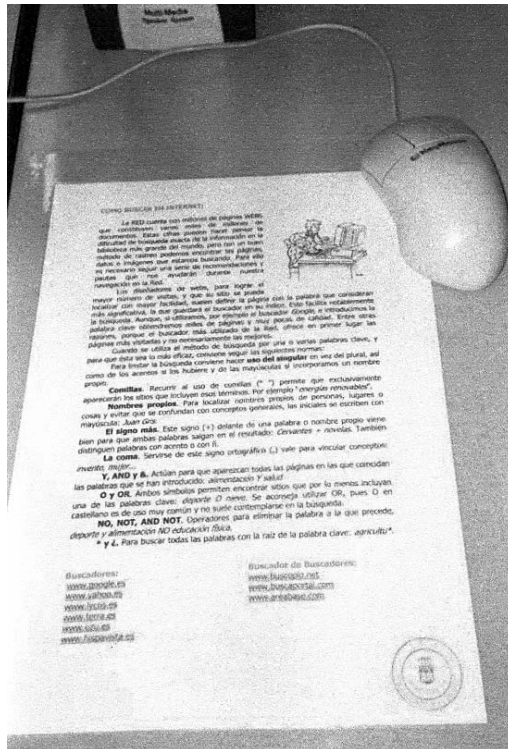 Multi-Media
Speaker System
COMO BUSCAR EN INTERNET:
La RED cuenta con millones de páginas WEBS,
que constituyen varios miles de millones de
documentos. Estas cifras pueden hacer pensar la
dificultad de búsqueda exacta de la información en la
biblioteca más grande del mundo, pero con un buen
método de rastreo podemos encontrar las páginas,
datos o imágenes que estamos buscando. Para ello
es necesario seguir una serie de recomendaciones y
pautas que nos ayudarán durante nuestra
navegación en la Red.
Los diseñadores de webs, para lograr el
mayor número de visitas, y que su sitio se pueda
localizar con mayor facilidad, suelen definir la página con la palabra que consideran
más significativa, la que guardará el buscador en su índice. Esto facilita notablemente
la búsqueda. Aunque, si utilizamos, por ejemplo el buscador Google, e introducimos la
palabra clave obtendremos miles de páginas y muy pocas de calidad. Entre otras
razones, porque el buscador más utilizado de la Red, ofrece en primer lugar las
páginas más visitadas y no necesariamente las mejores.
Cuando se utiliza el método de búsqueda por una o varias palabras clave, y
para que ésta sea lo más eficaz, conviene seguir las siguientes normas:
Para limitar la búsqueda conviene hacer uso del singular en vez del plural, así
como de los acentos si los hubiere y de las mayúsculas si incorporamos un nombre
propio.
Comillas. Recurrir al uso de comillas (" ") permite que exclusivamente
aparecerán los sitios que incluyen esos términos. Por ejemplo "energías renovables".
Nombres propios. Para localizar nombres propios de personas, lugares o
cosas y evitar que se confundan con conceptos generales, las iniciales se escriben con
mayúscula: Juan Gris.
El signo más. Este signo (+) delante de una palabra o nombre propio viene
bien para que ambas palabras salgan en el resultado: Cervantes + novelas. También
distinguen palabras con acento o con ñ.
La coma. Servirse de este signo ortográfico (,) vale para vincular conceptos:
invento, mujer...
Y, AND y &. Actúan para que aparezcan todas las páginas en las que coincidan
las palabras que se han introducido: alimentación Y salud
O y OR. Ambos símbolos permiten encontrar sitios que por lo menos incluyan
una de las palabras clave: deporte O nieve. Se aconseja utilizar OR, pues O en
castellano es de uso muy común y no suele contemplarse en la búsqueda.
NO, NOT, AND NOT. Operadores para eliminar la palabra a la que precede,
deporte y alimentación NO educación física.
* y ¿. Para buscar todas las palabras con la raíz de la palabra clave: agricultu*.
Buscadores:
www.google.es
www.yahoo.es
www.lycos.es
www.terra.es
www.ozu.es
www.hispavista.es
Buscador de Buscadores:
www.buscopio.net
www.buscaportal.com
www.areabase.com